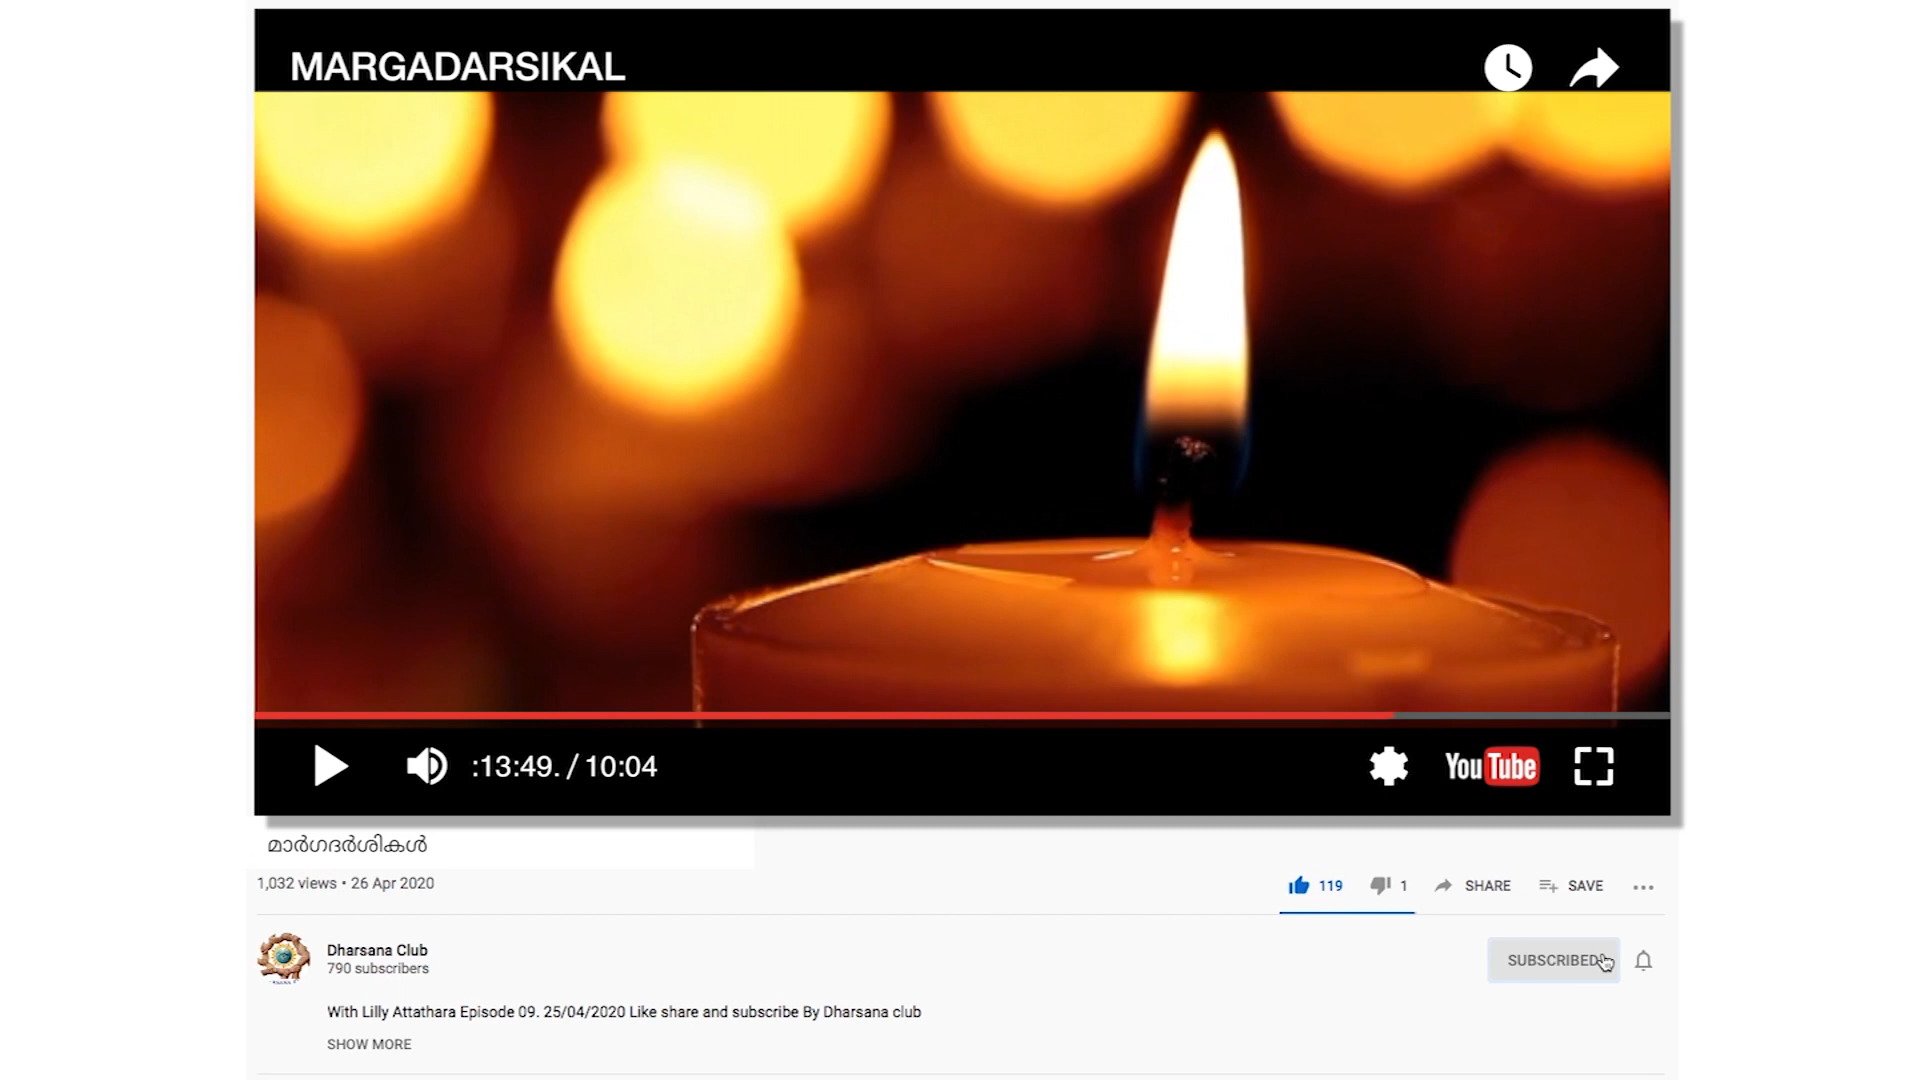 MARGADARSIKAL
:13:49. / 10:04
YouTube
മാർഗദർശികൾ
1,032 views • 26 Apr 2020
119
1
SHARE
SAVE
Dharsana Club
790 subscribers
SUBSCRIBED
With Lilly Attathara Episode 09. 25/04/2020 Like share and subscribe By Dharsana club
SHOW MORE